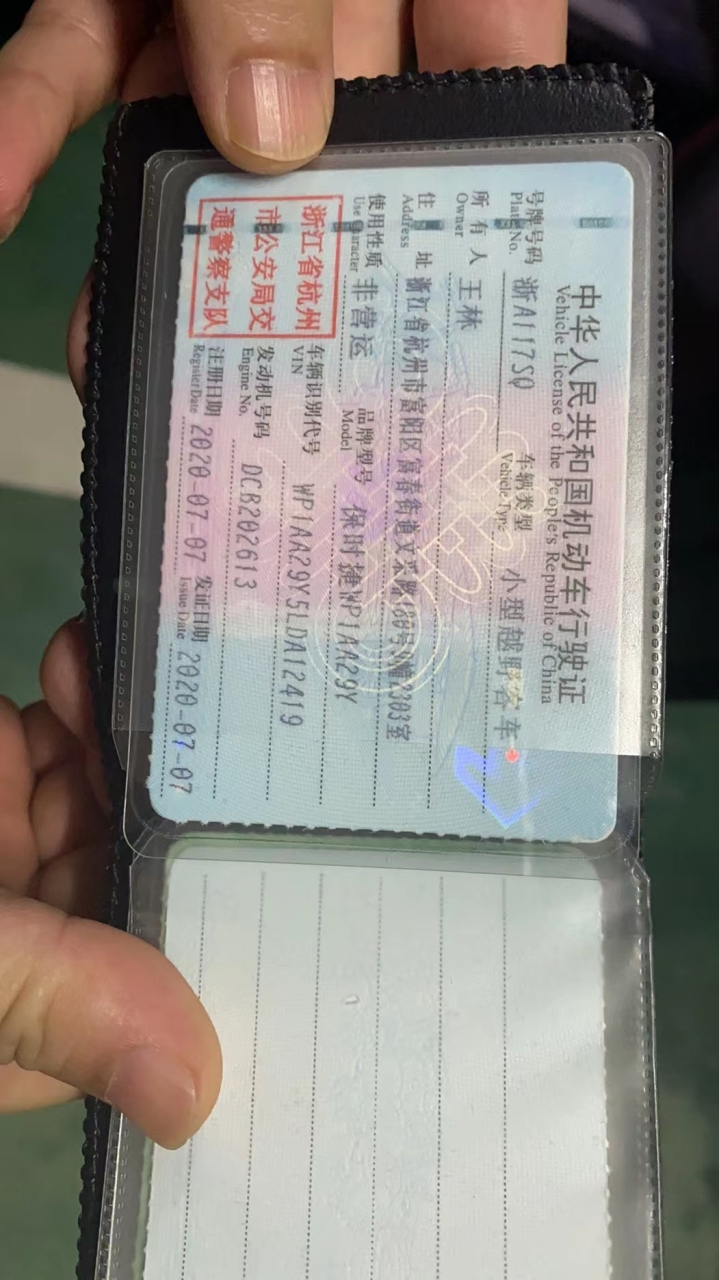 中华人民共和国机动车行驶证
Vehicle License of the People's Republic of China
号牌号码 浙A117SQ 车辆类型 小型越野客车
Plate No. Vehicle Type
所有人 王林
Owner
住址 浙江省杭州市富阳区富春街道文采路 2303室
Address
使用性质 非营运 品牌型号 保时捷WP1AA29Y
Use Character Model
浙江省杭州
市公安局交
通警察支队
车辆识别代号 WP1AA29Y5LDA12419
VIN
发动机号码 DCB202613
Engine No.
注册日期 2020-07-07 发证日期 2020-07-07
Register Date Issue Date